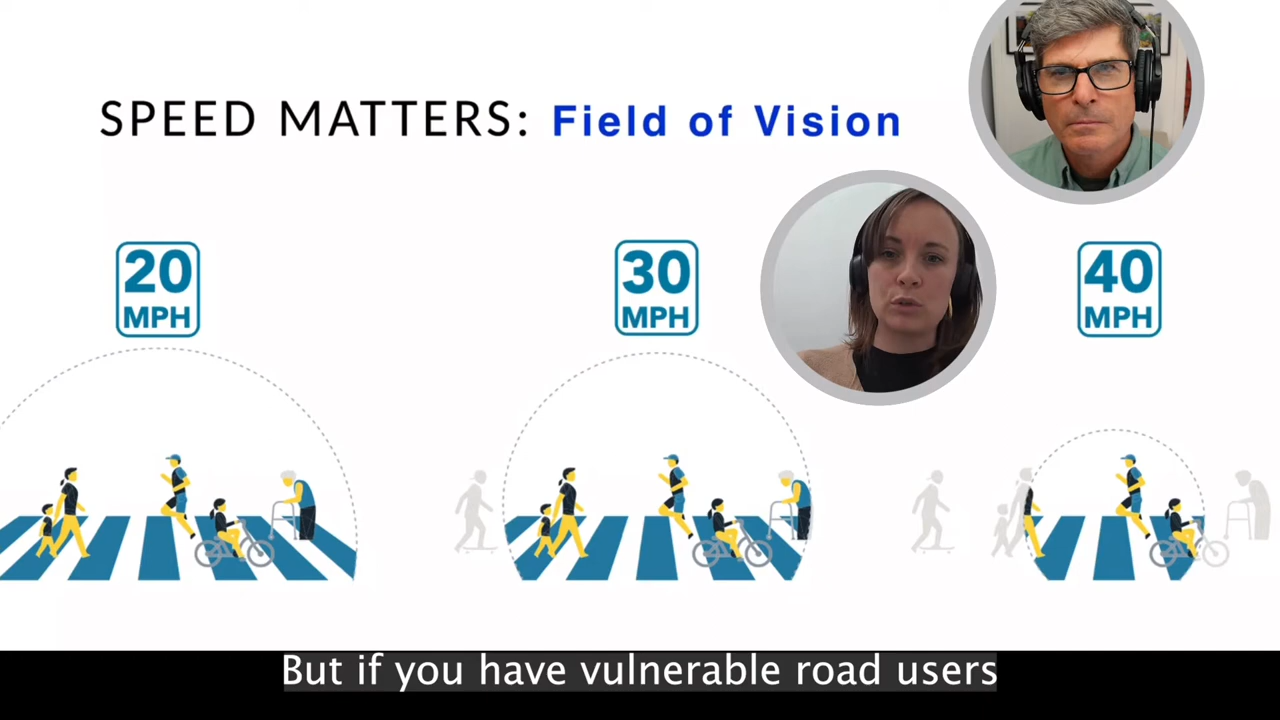 SPEED MATTERS: Field of Vision
20
MPH
30
MPH
40
MPH
But if you have vulnerable road users